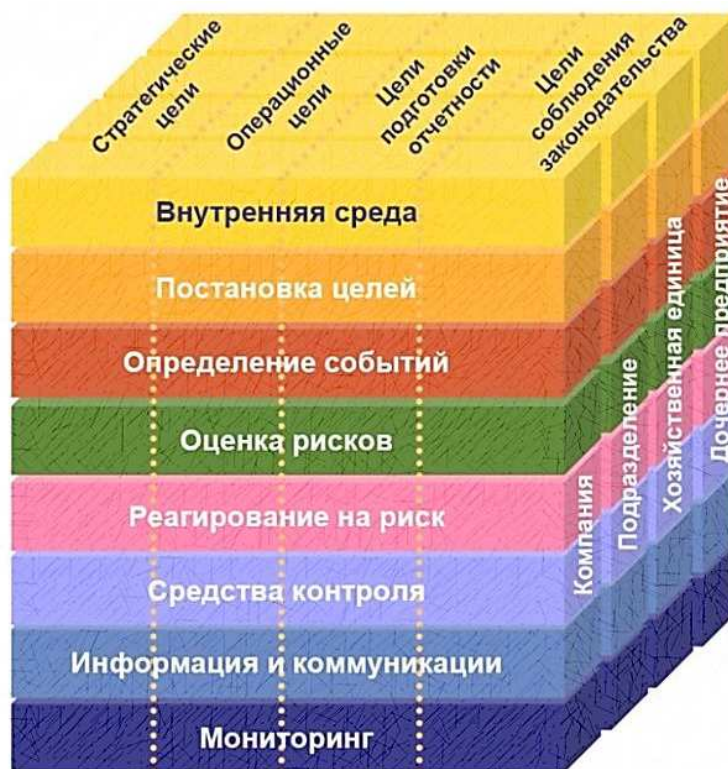 Стратегические
цели
Операционные
цели
Цели
подготовки
отчетности
Цели
соблюдения
законодательства
Внутренняя среда
Постановка целей
Определение событий
Оценка рисков
Реагирование на риск
Средства контроля
Информация и коммуникации
Мониторинг
Компания
Подразделение
Хозяйственная единица
Дочернее предприятие